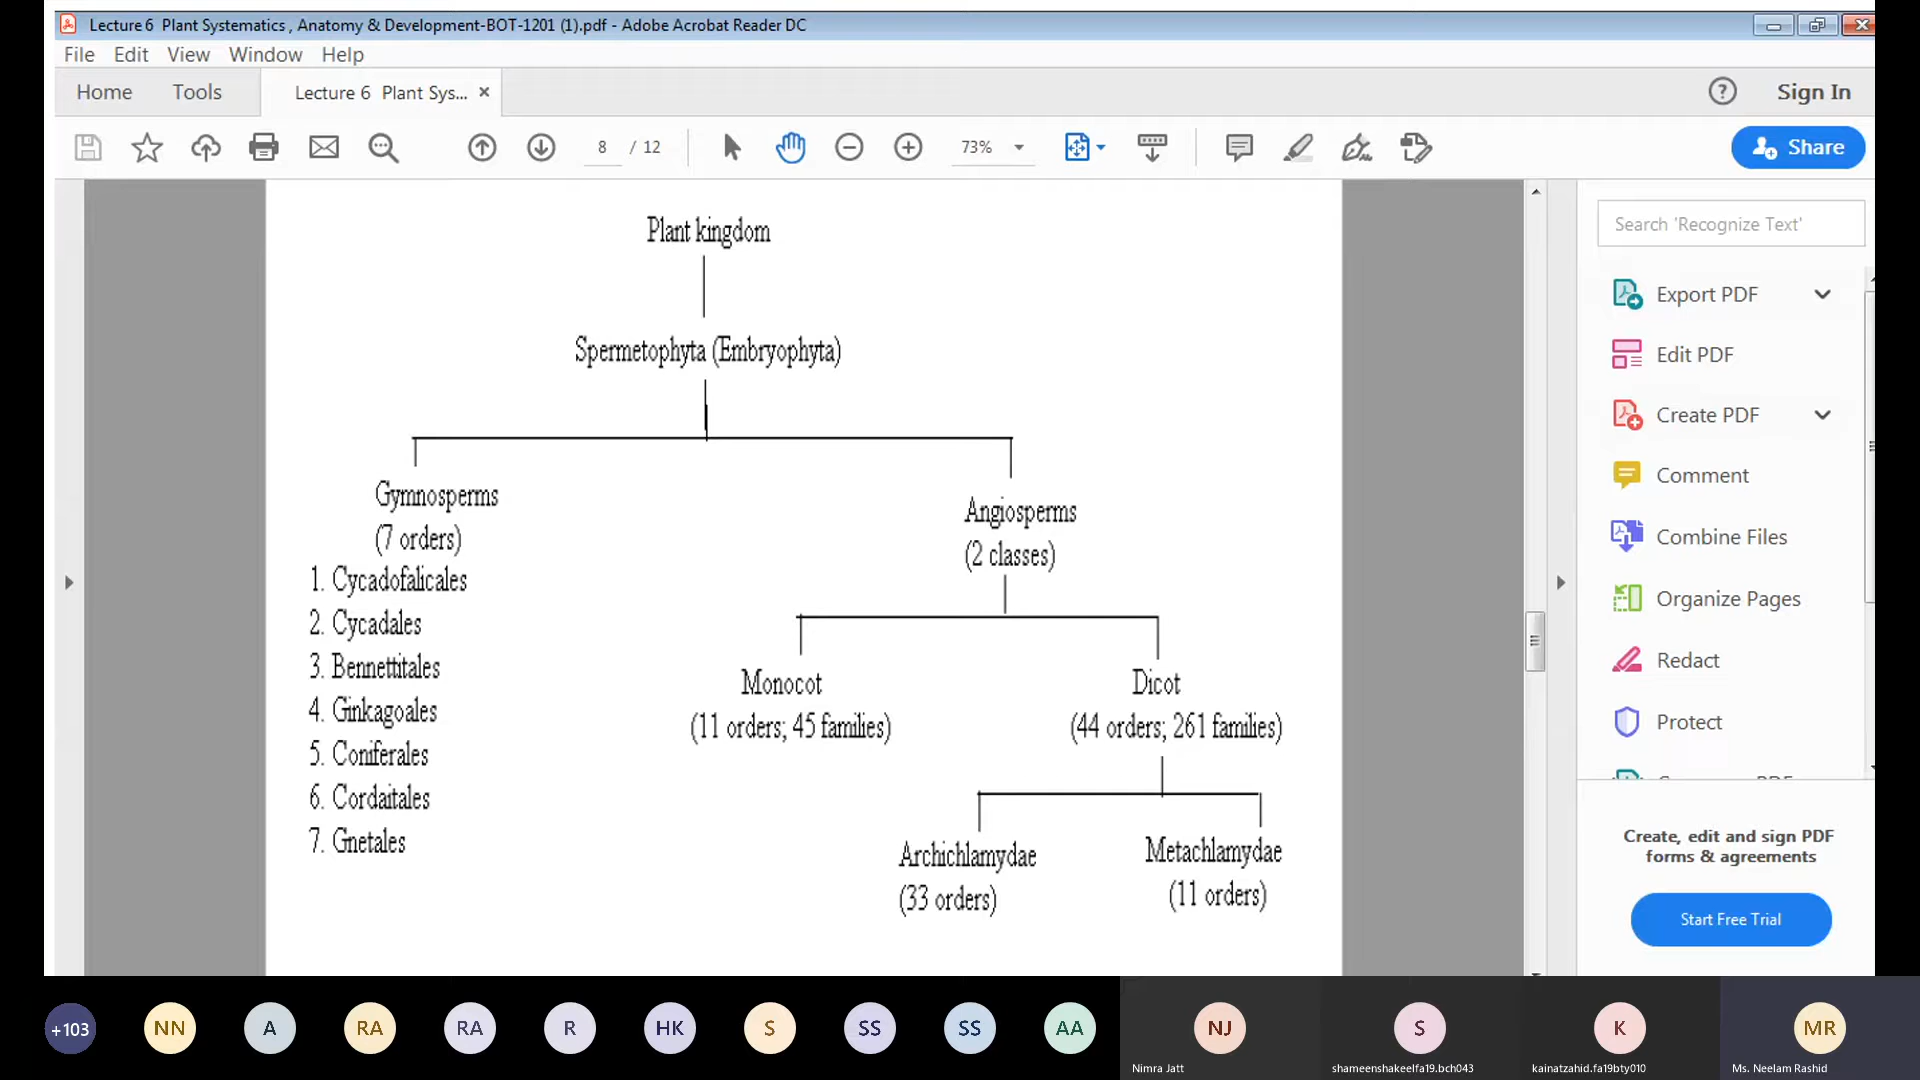 Lecture 6 Plant Systematics , Anatomy & Development-BOT-1201 (1).pdf - Adobe Acrobat Reader DC
File Edit View Window Help
Home Tools Lecture 6 Plant Sys... × ? Sign In
8 / 12 73% Share
Search 'Recognize Text'
Export PDF
Edit PDF
Create PDF
Comment
Combine Files
Organize Pages
Redact
Protect
Create, edit and sign PDF
forms & agreements
Start Free Trial
Plant kingdom
Spermetophyta (Embryophyta)
Gymnosperms
(7 orders)
1. Cycadofalicales
2. Cycadales
3. Bennettitales
4. Ginkagoales
5. Coniferales
6. Cordaitales
7. Gnetales
Angiosperms
(2 classes)
Monocot
(11 orders; 45 families)
Dicot
(44 orders; 261 families)
Archichlamydae
(33 orders)
Metachlamydae
(11 orders)
+103 NN A RA RA R HK S SS SS AA NJ S K MR
Nimra Jatt shameenshakeelfa19.bch043 kainatzahid.fa19bty010 Ms. Neelam Rashid